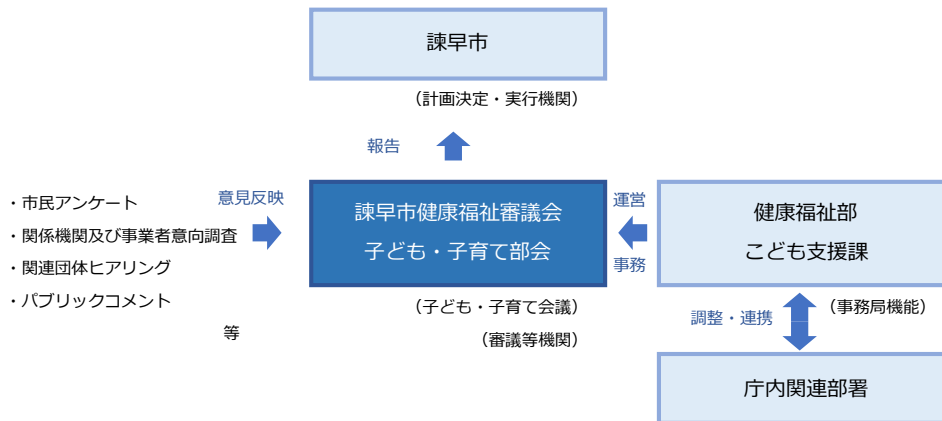 諫早市
（計画決定・実行機関）
報告
・市民アンケート
・関係機関及び事業者意向調査
・関連団体ヒアリング
・パブリックコメント
等
意見反映
諫早市健康福祉審議会
子ども・子育て部会
（子ども・子育て会議）
（審議等機関）
運営
事務
健康福祉部
こども支援課
（事務局機能）
調整・連携
庁内関連部署